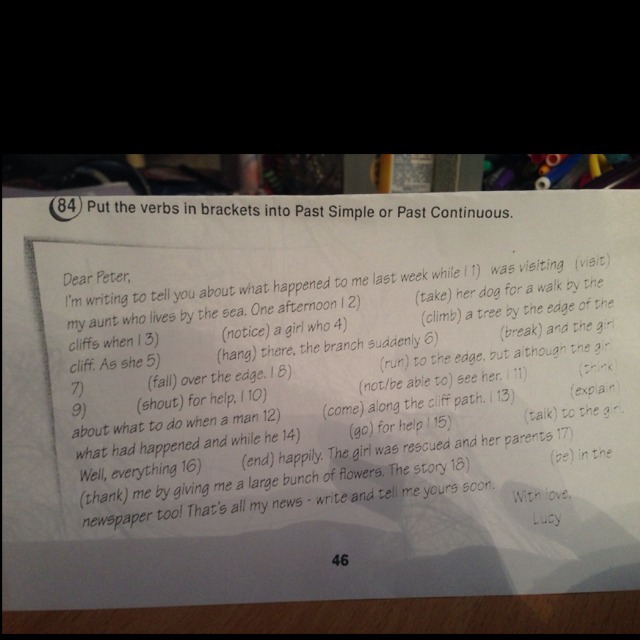 84 Put the verbs in brackets into Past Simple or Past Continuous.
Dear Peter,
I'm writing to tell you about what happened to me last week while I 1) was visiting (visit)
my aunt who lives by the sea. One afternoon I 2) (take) her dog for a walk by the
cliffs when I 3) (notice) a girl who 4) (climb) a tree by the edge of the
cliff. As she 5) (hang) there, the branch suddenly 6) (break) and the girl
7) (fall) over the edge. I 8) (run) to the edge, but although the girl
9) (shout) for help, I 10) (not/be able to) see her. I 11) (think)
about what to do when a man 12) (come) along the cliff path. I 13) (explain)
what had happened and while he 14) (go) for help I 15) (talk) to the girl.
Well, everything 16) (end) happily. The girl was rescued and her parents 17)
(thank) me by giving me a large bunch of flowers. The story 18) (be) in the
newspaper too! That's all my news - write and tell me yours soon.
With love,
Lucy
46